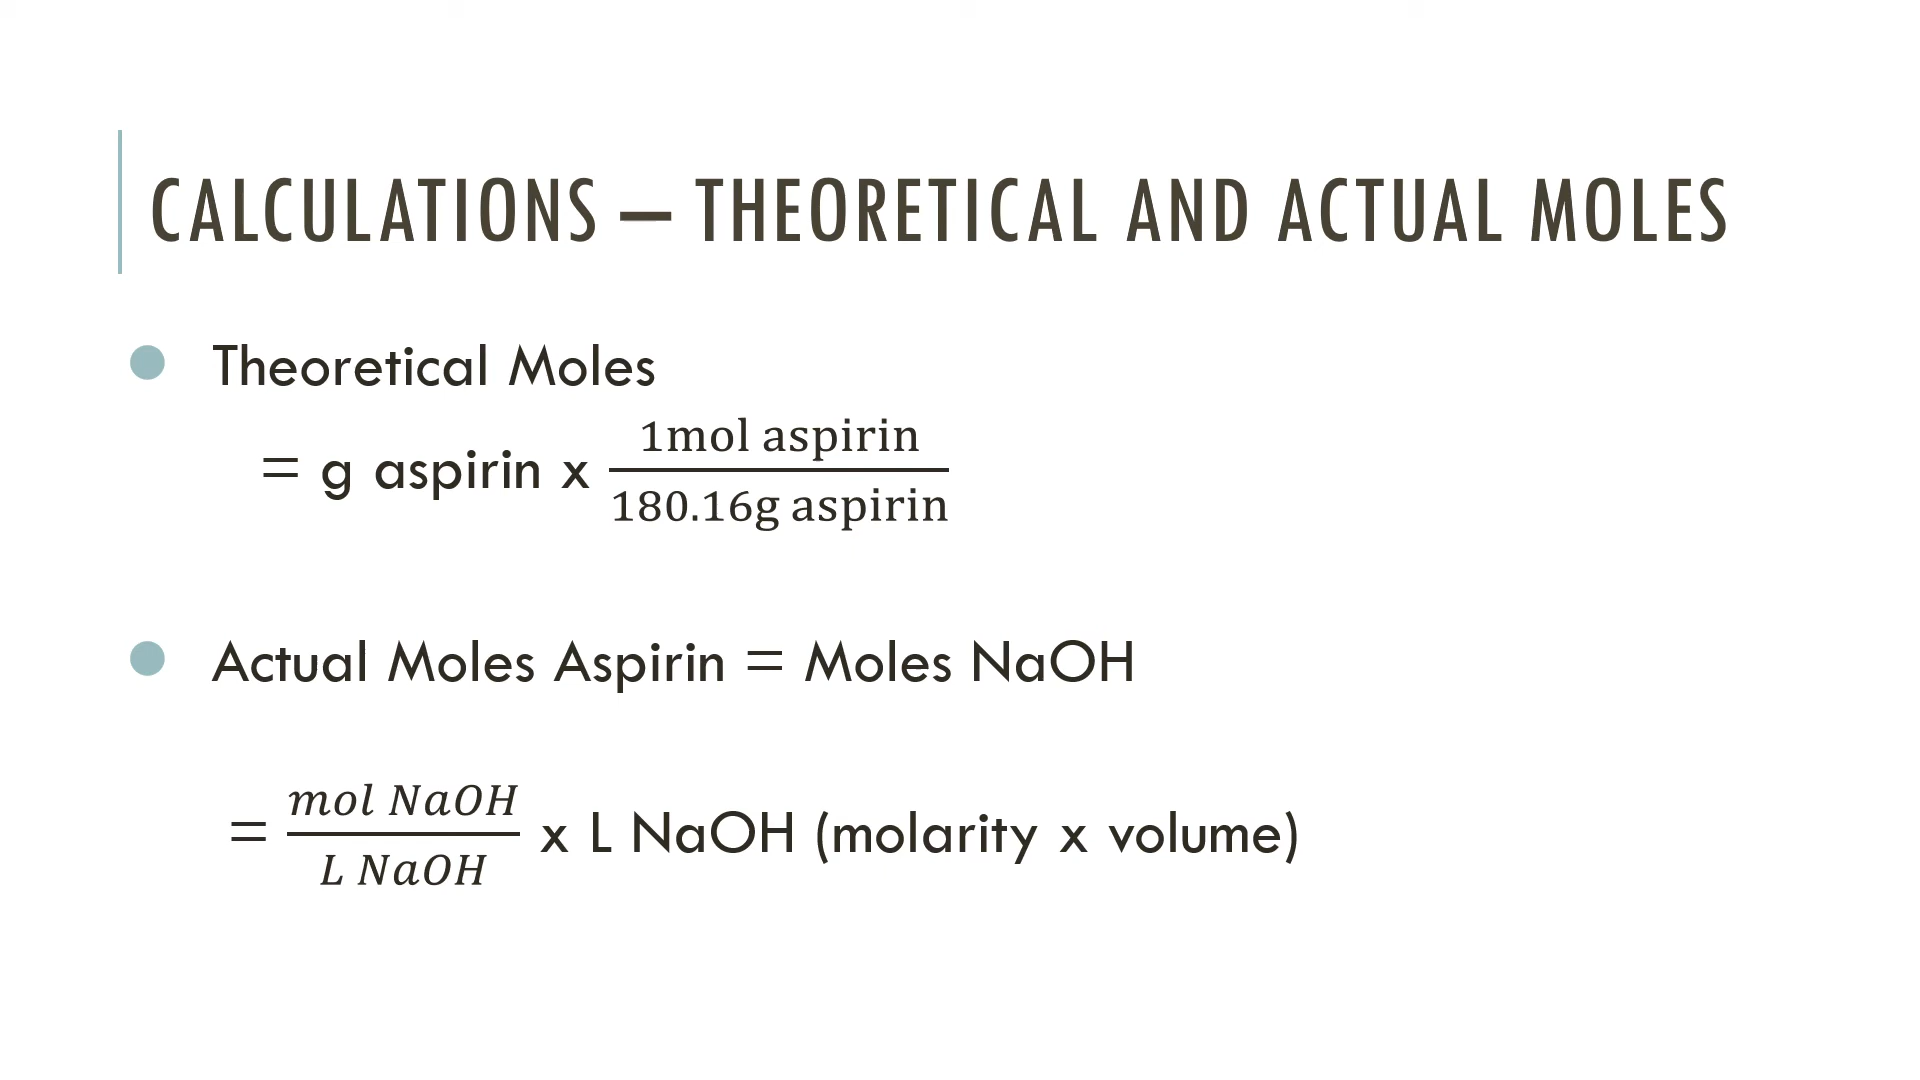 CALCULATIONS – THEORETICAL AND ACTUAL MOLES
Theoretical Moles
= g aspirin x 1mol aspirin / 180.16g aspirin
Actual Moles Aspirin = Moles NaOH
= mol NaOH / L NaOH x L NaOH (molarity x volume)